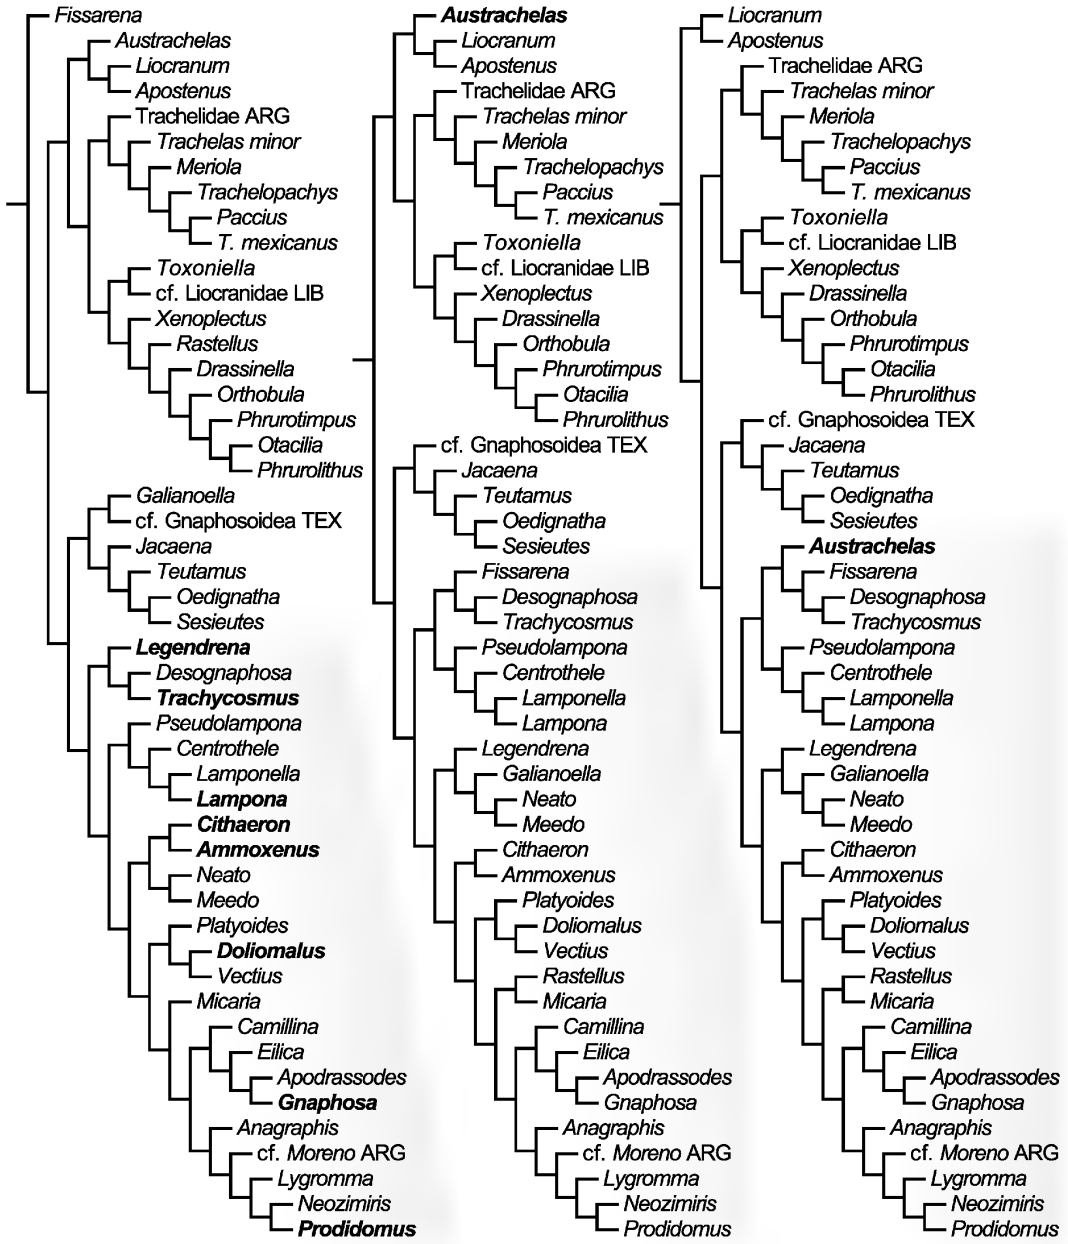 Fissarena
Austrachelas
Liocranum
Apostenus
Trachelidae ARG
Trachelas minor
Meriola
Trachelopachys
Paccius
T. mexicanus
Toxoniella
cf. Liocranidae LIB
Xenoplectus
Rastellus
Drassinella
Orthobula
Phrurotimpus
Otacilia
Phrurolithus
Galianoella
cf. Gnaphosoidea TEX
Jacaena
Teutamus
Oedignatha
Sesieutes
Legendrena
Desognaphosa
Trachycosmus
Pseudolampona
Centrothele
Lamponella
Lampona
Cithaeron
Ammoxenus
Neato
Meedo
Platyoides
Doliomalus
Vectius
Micaria
Camillina
Eilica
Apodrassodes
Gnaphosa
Anagraphis
cf. Moreno ARG
Lygromma
Neozimiris
Prodidomus
Austrachelas
Liocranum
Apostenus
Trachelidae ARG
Trachelas minor
Meriola
Trachelopachys
Paccius
T. mexicanus
Toxoniella
cf. Liocranidae LIB
Xenoplectus
Drassinella
Orthobula
Phrurotimpus
Otacilia
Phrurolithus
cf. Gnaphosoidea TEX
Jacaena
Teutamus
Oedignatha
Sesieutes
Fissarena
Desognaphosa
Trachycosmus
Pseudolampona
Centrothele
Lamponella
Lampona
Legendrena
Galianoella
Neato
Meedo
Cithaeron
Ammoxenus
Platyoides
Doliomalus
Vectius
Rastellus
Micaria
Camillina
Eilica
Apodrassodes
Gnaphosa
Anagraphis
cf. Moreno ARG
Lygromma
Neozimiris
Prodidomus
Liocranum
Apostenus
Trachelidae ARG
Trachelas minor
Meriola
Trachelopachys
Paccius
T. mexicanus
Toxoniella
cf. Liocranidae LIB
Xenoplectus
Drassinella
Orthobula
Phrurotimpus
Otacilia
Phrurolithus
cf. Gnaphosoidea TEX
Jacaena
Teutamus
Oedignatha
Sesieutes
Austrachelas
Fissarena
Desognaphosa
Trachycosmus
Pseudolampona
Centrothele
Lamponella
Lampona
Legendrena
Galianoella
Neato
Meedo
Cithaeron
Ammoxenus
Platyoides
Doliomalus
Vectius
Rastellus
Micaria
Camillina
Eilica
Apodrassodes
Gnaphosa
Anagraphis
cf. Moreno ARG
Lygromma
Neozimiris
Prodidomus